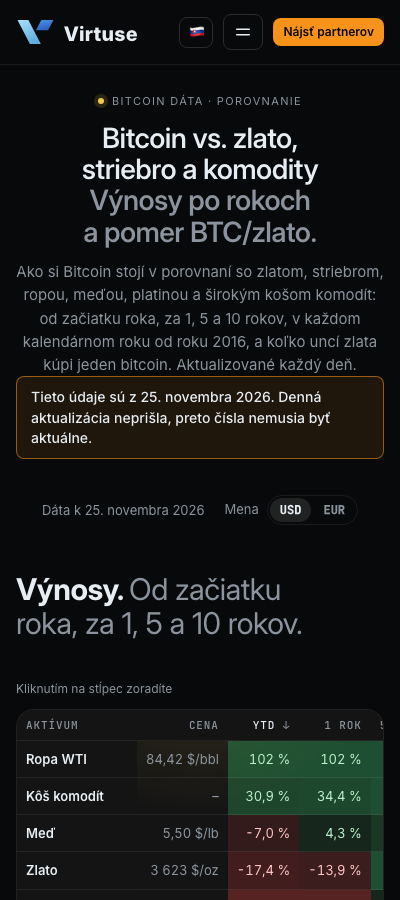 Virtuse
Nájsť partnerov
BITCOIN DÁTA · POROVNANIE
Bitcoin vs. zlato,
striebro a komodity
Výnosy po rokoch
a pomer BTC/zlato.
Ako si Bitcoin stojí v porovnaní so zlatom, striebrom,
ropou, meďou, platinou a širokým košom komodít:
od začiatku roka, za 1, 5 a 10 rokov, v každom
kalendárnom roku od roku 2016, a koľko uncí zlata
kúpi jeden bitcoin. Aktualizované každý deň.
Tieto údaje sú z 25. novembra 2026. Denná
aktualizácia neprišla, preto čísla nemusia byť
aktuálne.
Dáta k 25. novembra 2026 Mena USD EUR
Výnosy. Od začiatku
roka, za 1, 5 a 10 rokov.
Kliknutím na stĺpec zoradíte
AKTÍVUM CENA YTD ↓ 1 ROK
Ropa WTI 84,42 $/bbl 102 % 102 %
Kôš komodít – 30,9 % 34,4 %
Meď 5,50 $/lb -7,0 % 4,3 %
Zlato 3 623 $/oz -17,4 % -13,9 %